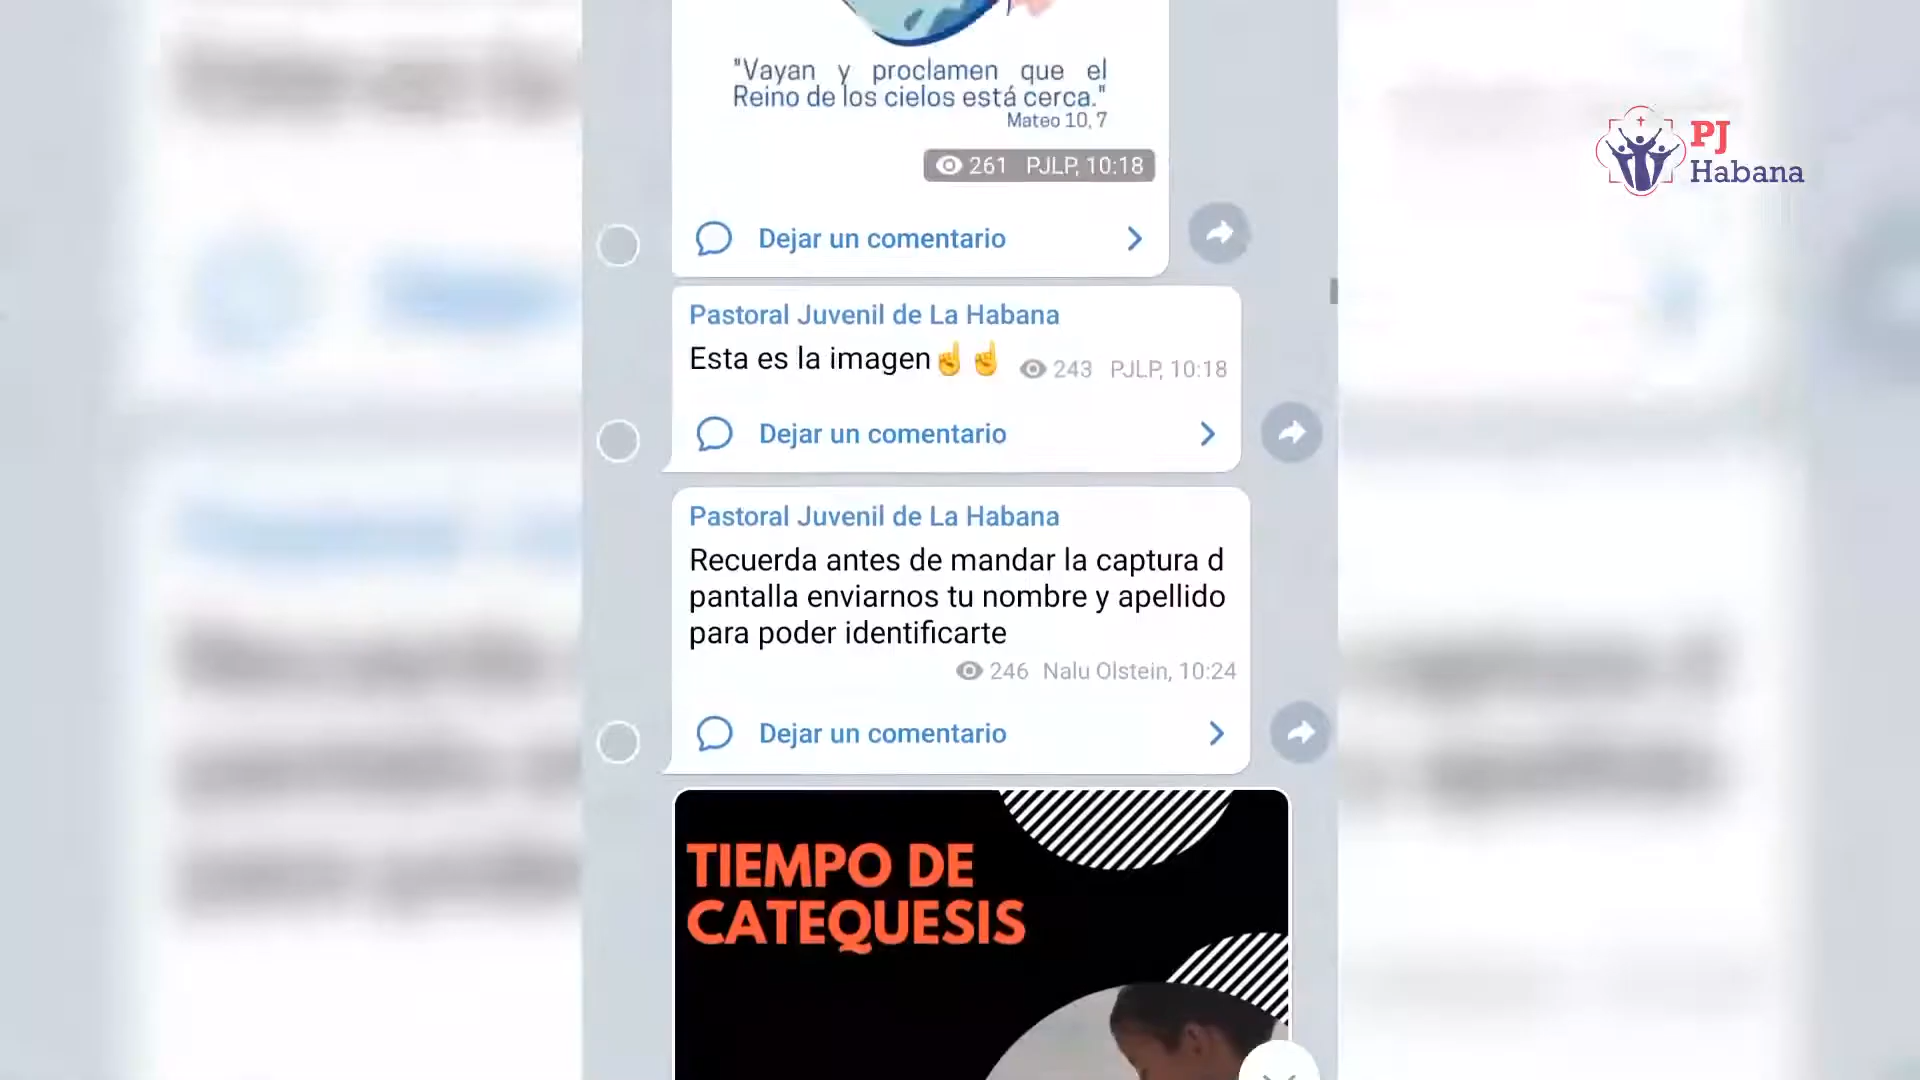 "Vayan y proclamen que el
Reino de los cielos está cerca."
Mateo 10, 7
261 PJLP, 10:18
Dejar un comentario
PJ
Habana
Pastoral Juvenil de La Habana
Esta es la imagen☝️☝️ 243 PJLP, 10:18
Dejar un comentario
Pastoral Juvenil de La Habana
Recuerda antes de mandar la captura d
pantalla enviarnos tu nombre y apellido
para poder identificarte
246 Nalu Olstein, 10:24
Dejar un comentario
TIEMPO DE
CATEQUESIS